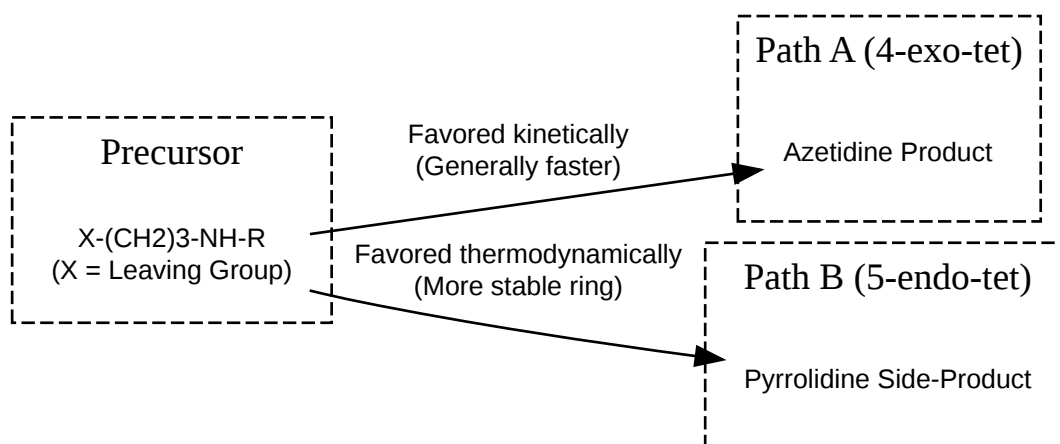 Precursor
X-(CH2)3-NH-R
(X = Leaving Group)
Favored kinetically
(Generally faster)
Favored thermodynamically
(More stable ring)
Path A (4-exo-tet)
Azetidine Product
Path B (5-endo-tet)
Pyrrolidine Side-Product